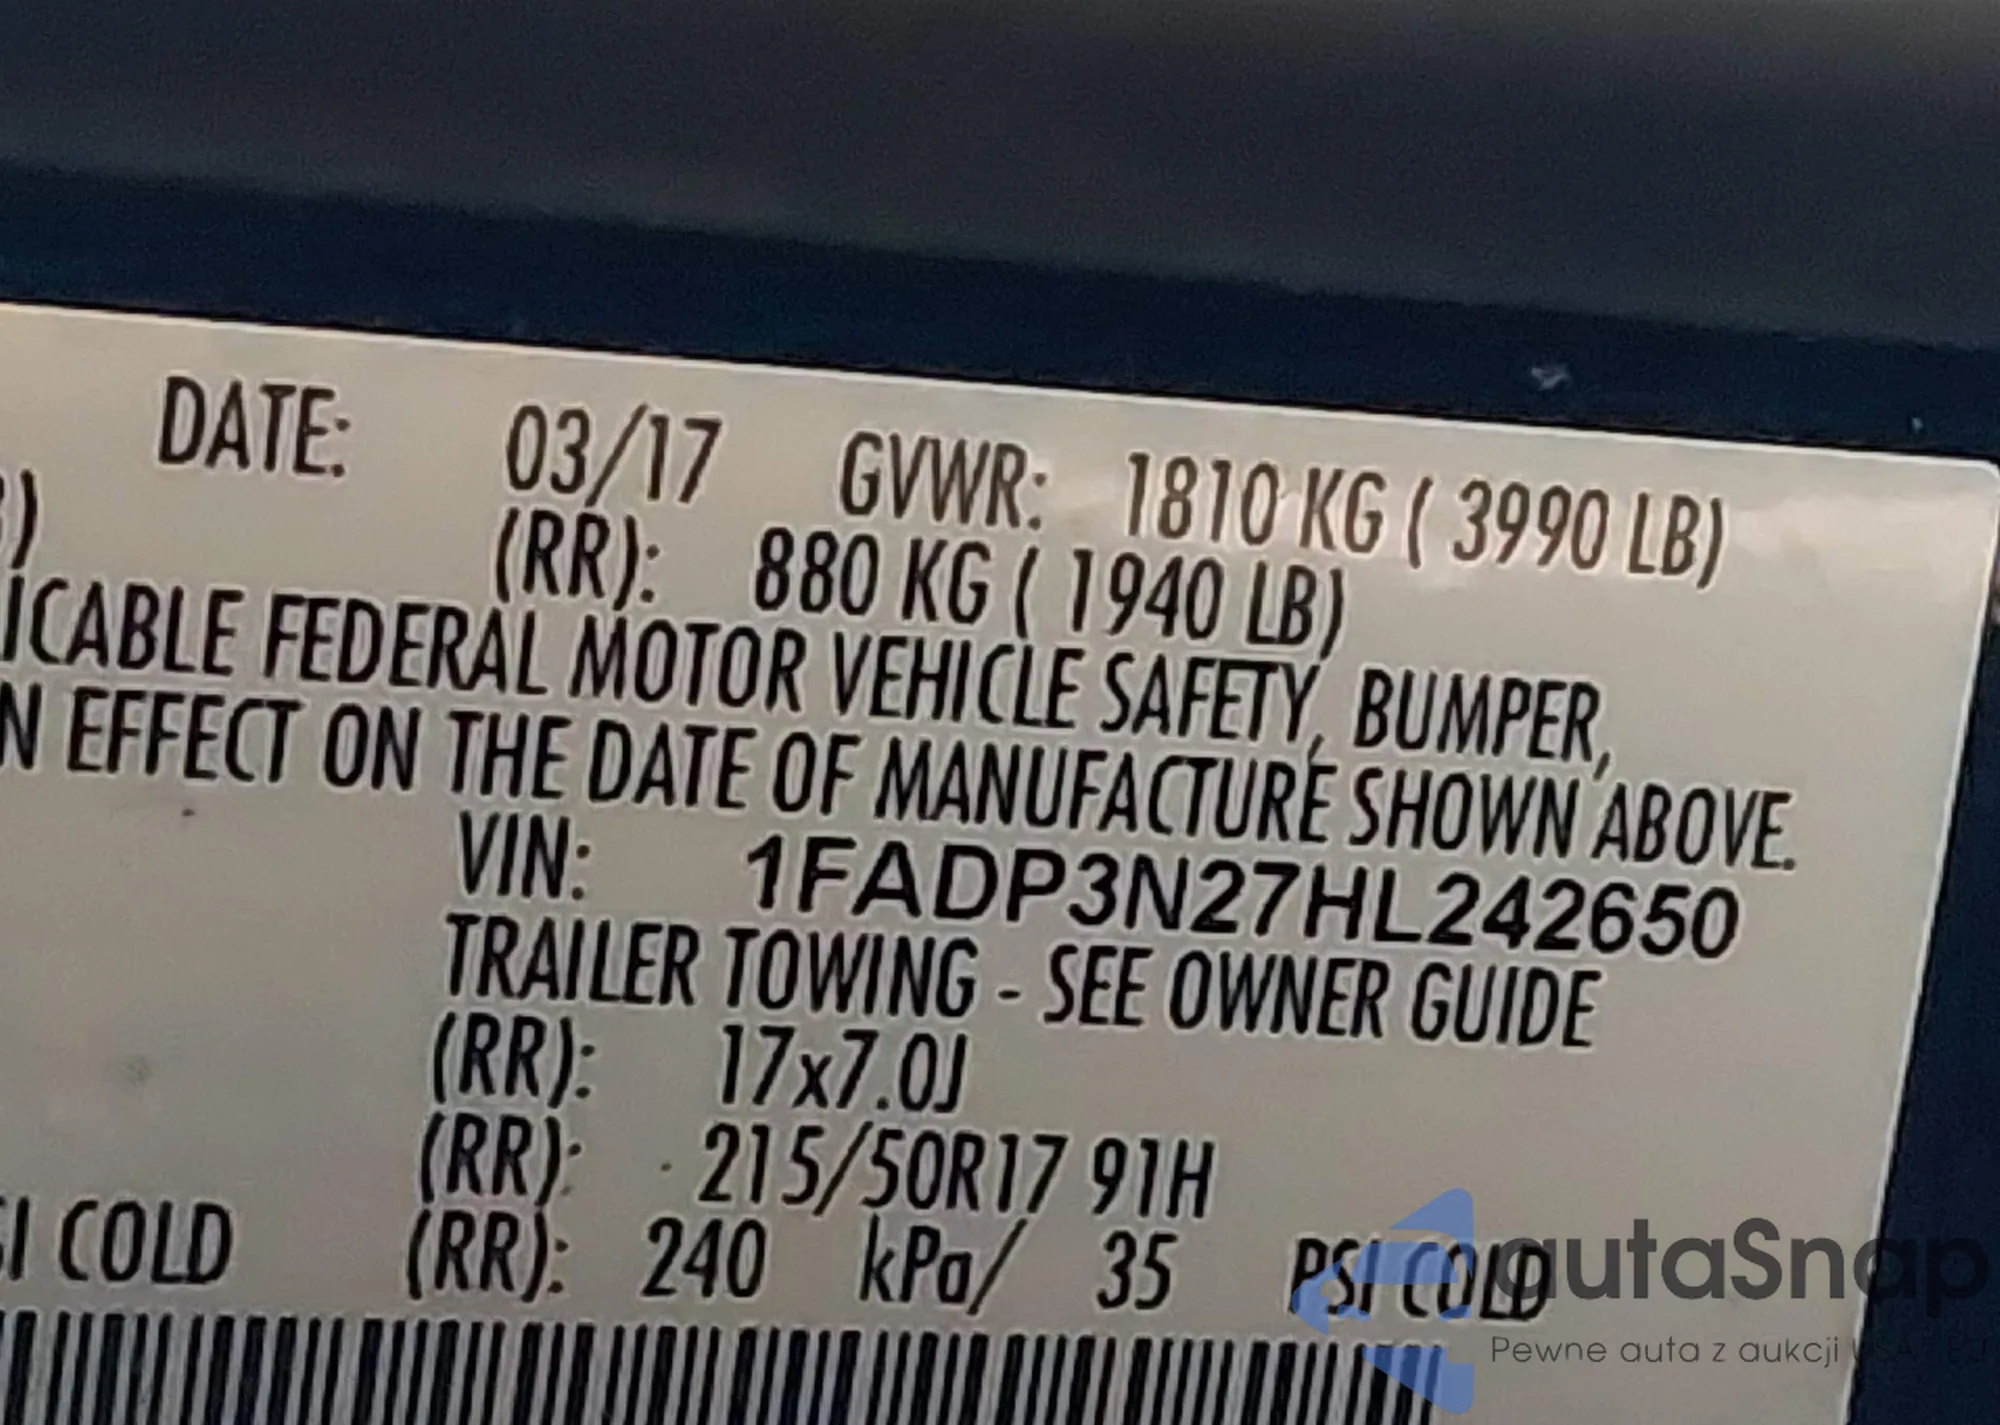 DATE: 03/17 GVWR: 1810 KG ( 3990 LB)
(RR): 880 KG ( 1940 LB)
ICABLE FEDERAL MOTOR VEHICLE SAFETY, BUMPER,
N EFFECT ON THE DATE OF MANUFACTURE SHOWN ABOVE.
VIN: 1FADP3N27HL242650
TRAILER TOWING - SEE OWNER GUIDE
(RR): 17x7.0J
(RR): 215/50R17 91H
SI COLD (RR): 240 kPa/ 35 PSI COLD
autaSnap
Pewne auta z aukcji